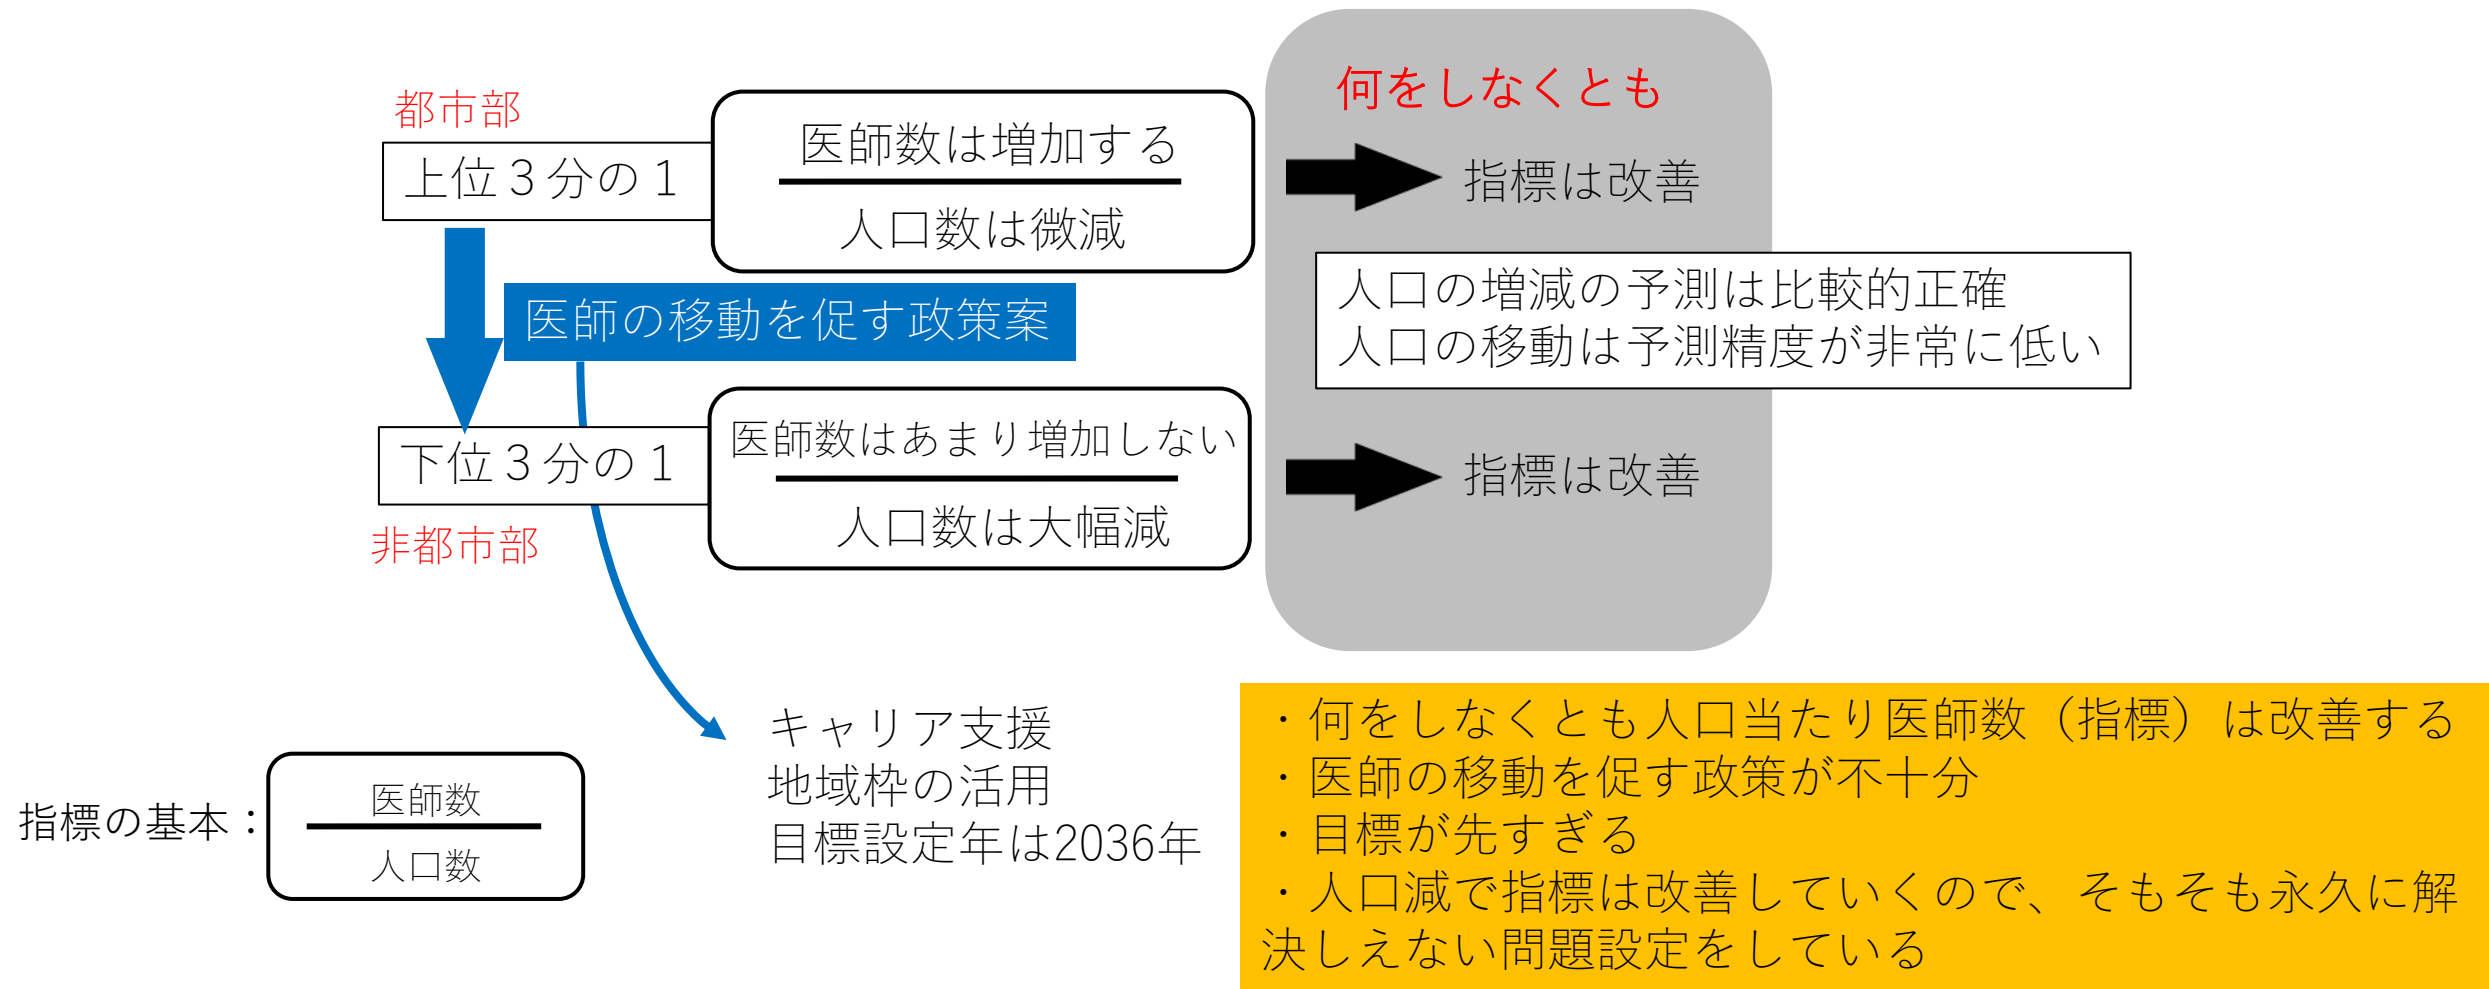 都市部
上位３分の１
医師数は増加する
人口数は微減
何をしなくとも
指標は改善
医師の移動を促す政策案
人口の増減の予測は比較的正確
人口の移動は予測精度が非常に低い
下位３分の１
非都市部
医師数はあまり増加しない
人口数は大幅減
指標は改善
キャリア支援
地域枠の活用
目標設定年は2036年
指標の基本：
医師数
人口数
・何をしなくとも人口当たり医師数（指標）は改善する
・医師の移動を促す政策が不十分
・目標が先すぎる
・人口減で指標は改善していくので、そもそも永久に解
決しえない問題設定をしている